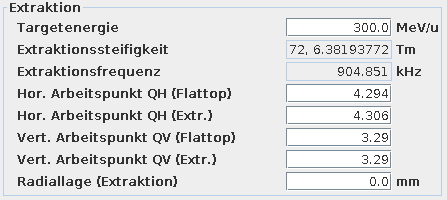 Extraktion
Targetenergie 300.0 MeV/u
Extraktionssteifigkeit 72, 6.38193772 Tm
Extraktionsfrequenz 904.851 kHz
Hor. Arbeitspunkt QH (Flattop) 4.294
Hor. Arbeitspunkt QH (Extr.) 4.306
Vert. Arbeitspunkt QV (Flattop) 3.29
Vert. Arbeitspunkt QV (Extr.) 3.29
Radiallage (Extraktion) 0.0 mm